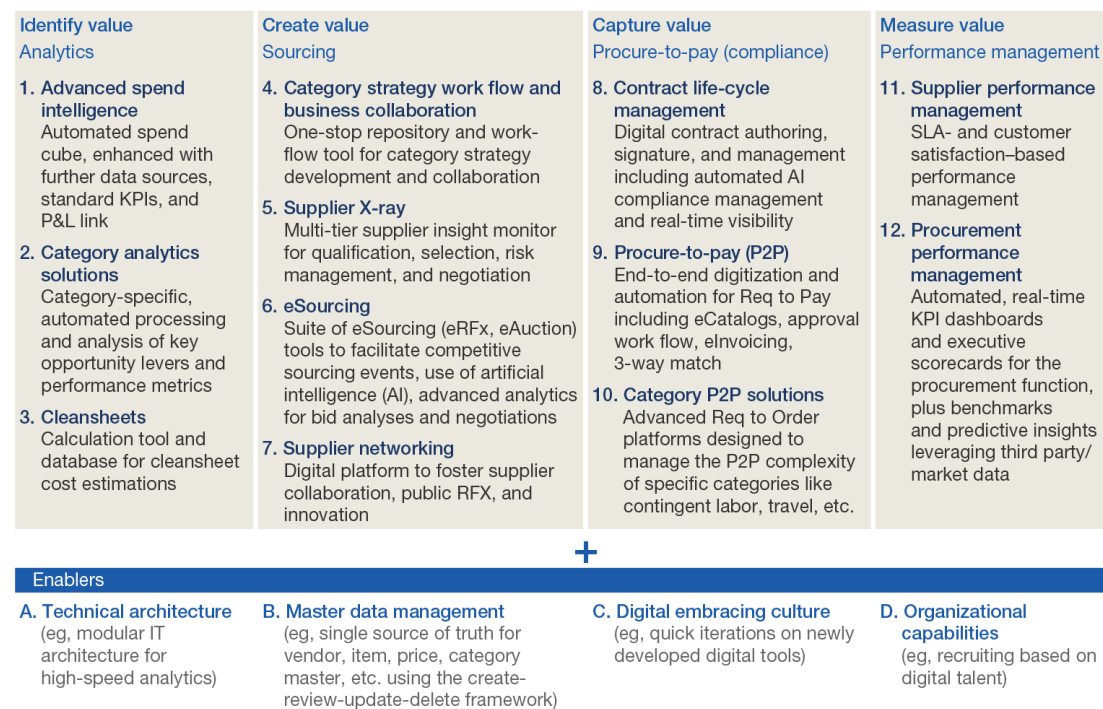 Identify value
Analytics
1. Advanced spend
intelligence
Automated spend
cube, enhanced with
further data sources,
standard KPIs, and
P&L link
2. Category analytics
solutions
Category-specific,
automated processing
and analysis of key
opportunity levers and
performance metrics
3. Cleansheets
Calculation tool and
database for cleansheet
cost estimations
Create value
Sourcing
4. Category strategy work flow and
business collaboration
One-stop repository and work-
flow tool for category strategy
development and collaboration
5. Supplier X-ray
Multi-tier supplier insight monitor
for qualification, selection, risk
management, and negotiation
6. eSourcing
Suite of eSourcing (eRFx, eAuction)
tools to facilitate competitive
sourcing events, use of artificial
intelligence (AI), advanced analytics
for bid analyses and negotiations
7. Supplier networking
Digital platform to foster supplier
collaboration, public RFX, and
innovation
Capture value
Procure-to-pay (compliance)
8. Contract life-cycle
management
Digital contract authoring,
signature, and management
including automated AI
compliance management
and real-time visibility
9. Procure-to-pay (P2P)
End-to-end digitization and
automation for Req to Pay
including eCatalogs, approval
work flow, eInvoicing,
3-way match
10. Category P2P solutions
Advanced Req to Order
platforms designed to
manage the P2P complexity
of specific categories like
contingent labor, travel, etc.
Measure value
Performance management
11. Supplier performance
management
SLA- and customer
satisfaction–based
performance
management
12. Procurement
performance
management
Automated, real-time
KPI dashboards
and executive
scorecards for the
procurement function,
plus benchmarks
and predictive insights
leveraging third party/
market data
+
Enablers
A. Technical architecture
(eg, modular IT
architecture for
high-speed analytics)
B. Master data management
(eg, single source of truth for
vendor, item, price, category
master, etc. using the create-
review-update-delete framework)
C. Digital embracing culture
(eg, quick iterations on newly
developed digital tools)
D. Organizational
capabilities
(eg, recruiting based on
digital talent)